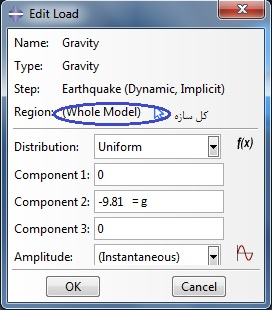 Edit Load
Name: Gravity
Type: Gravity
Step: Earthquake (Dynamic, Implicit)
Region: (Whole Model) کل سازه
Distribution: Uniform f(x)
Component 1: 0
Component 2: -9.81 = g
Component 3: 0
Amplitude: (Instantaneous)
OK Cancel